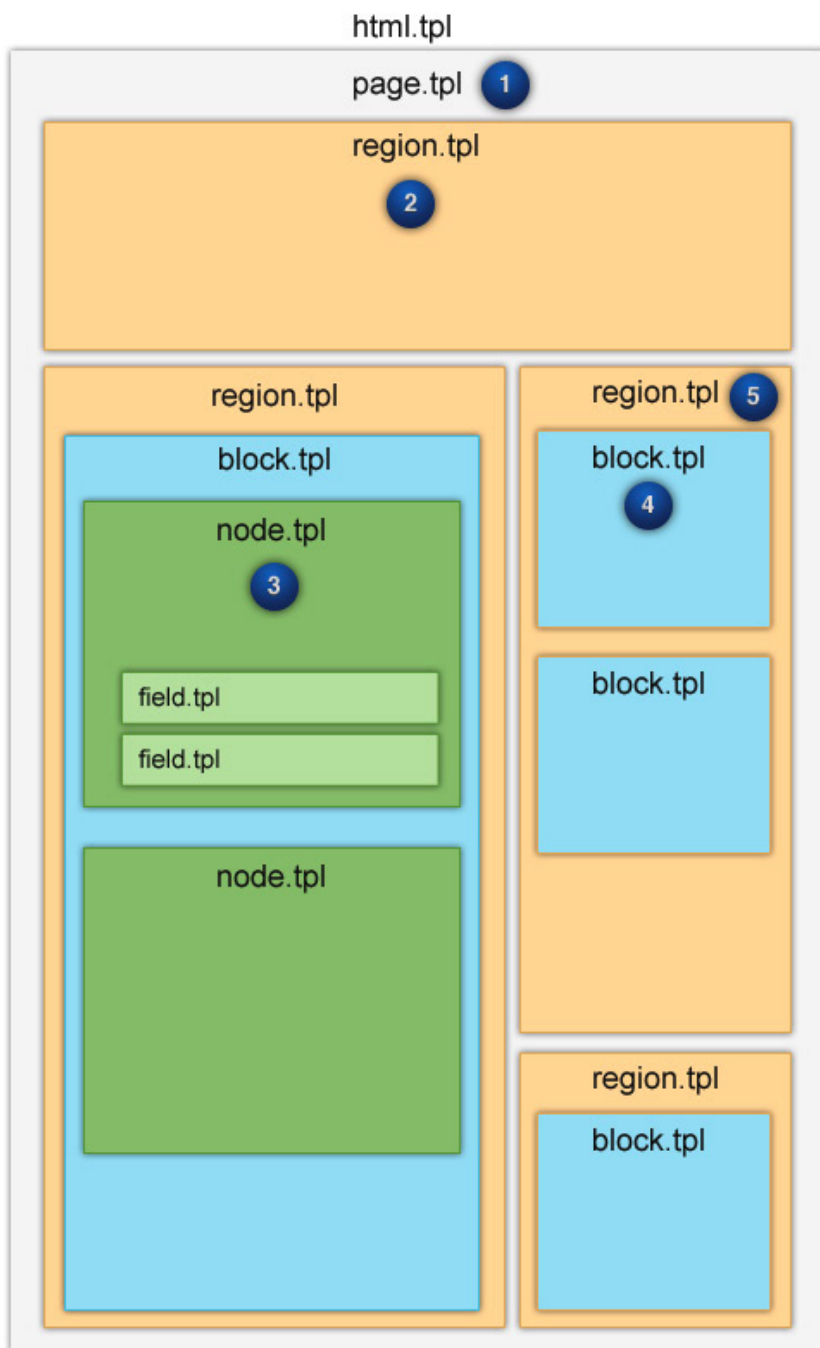 html.tpl
page.tpl 1
region.tpl
2
region.tpl
block.tpl
node.tpl
3
field.tpl
field.tpl
node.tpl
region.tpl 5
block.tpl
4
block.tpl
region.tpl
block.tpl